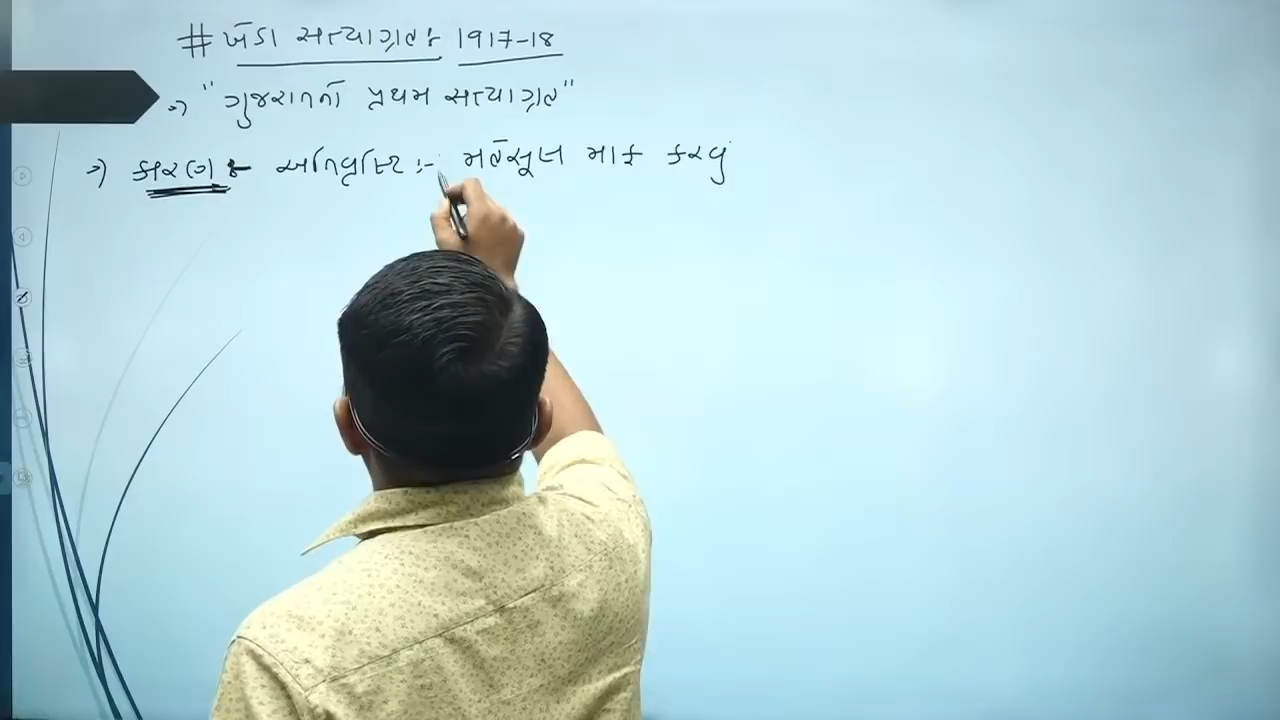 # ખેડા સત્યાગ્રહ: 1917-18
→ "ગુજરાતનો પ્રથમ સત્યાગ્રહ"
→ કારણ :- અતિવૃષ્ટિ :- મહેસૂલ માફ કરવું